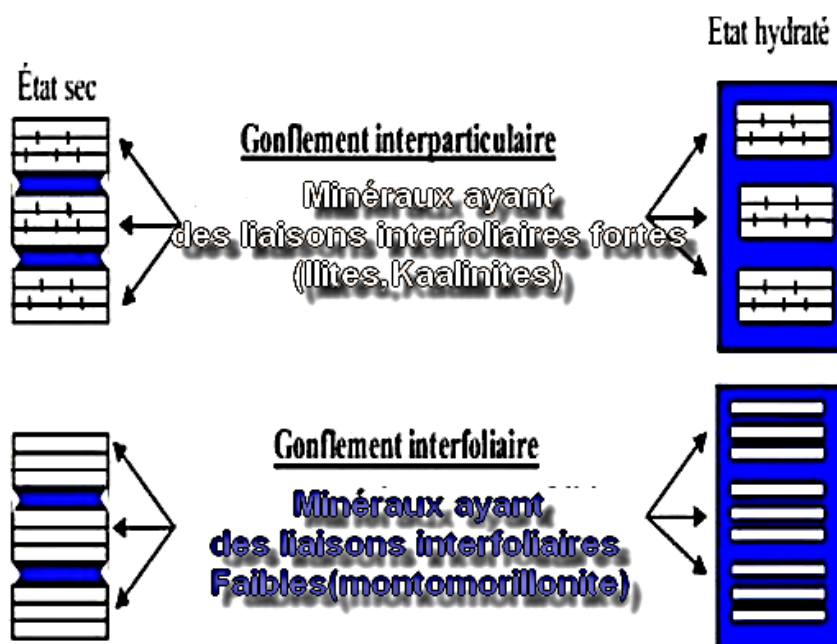 Etat hydraté
État sec
Gonflement interparticulaire
Minéraux ayant
des liaisons interfoliaires fortes
(Ilites,Kaalinites)
Gonflement interfoliaire
Minéraux ayant
des liaisons interfoliaires
Faibles(montomorillonite)